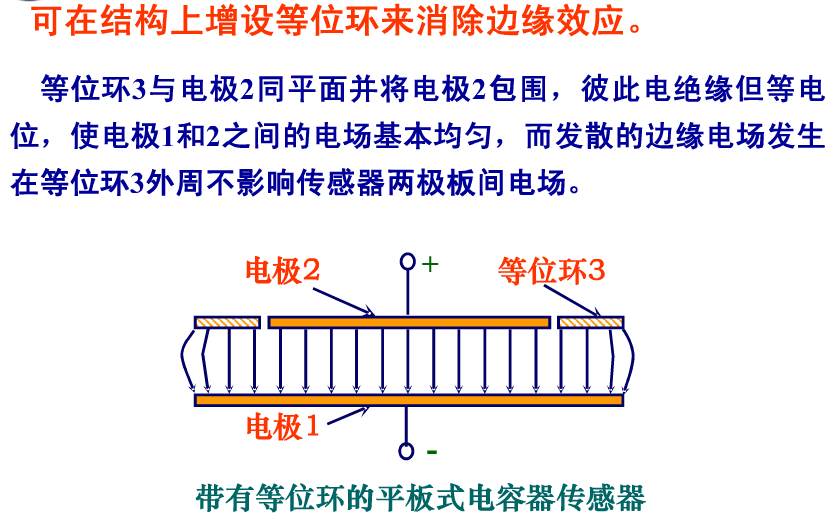 可在结构上增设等位环来消除边缘效应。
等位环3与电极2同平面并将电极2包围，彼此电绝缘但等电
位，使电极1和2之间的电场基本均匀，而发散的边缘电场发生
在等位环3外周不影响传感器两极板间电场。
电极2
+
等位环3
电极1
-
带有等位环的平板式电容器传感器